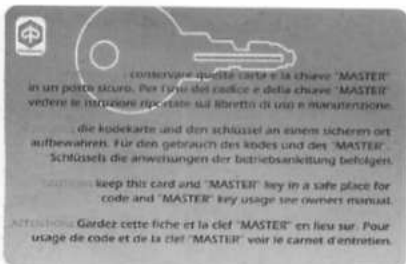 conservare questa carta e la chiave "MASTER"
in un posto sicuro. Per l'uso del codice e della chiave "MASTER"
vedere le istruzioni riportate sul libretto di uso e manutenzione.
die kodekarte und den schlüssel an einem sicheren ort
aufbewahren. Für den gebrauch des kodes und des "MASTER".
Schlüssels die anweisungen der betriebsanleitung befolgen.
keep this card and "MASTER" key in a safe place for
code and "MASTER" key usage see owners manual.
ATTENTION: Gardez cette fiche et la clef "MASTER" en lieu sur. Pour
usage de code et de la clef "MASTER" voir le carnet d'entretien.